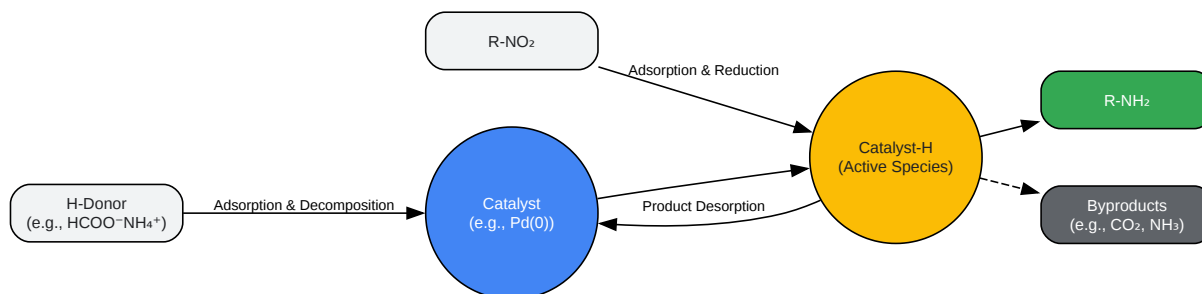 R-NO₂
Adsorption & Reduction
R-NH₂
Catalyst-H
(Active Species)
H-Donor
(e.g., HCOO⁻NH₄⁺)
Adsorption & Decomposition
Catalyst
(e.g., Pd(0))
Product Desorption
Byproducts
(e.g., CO₂, NH₃)